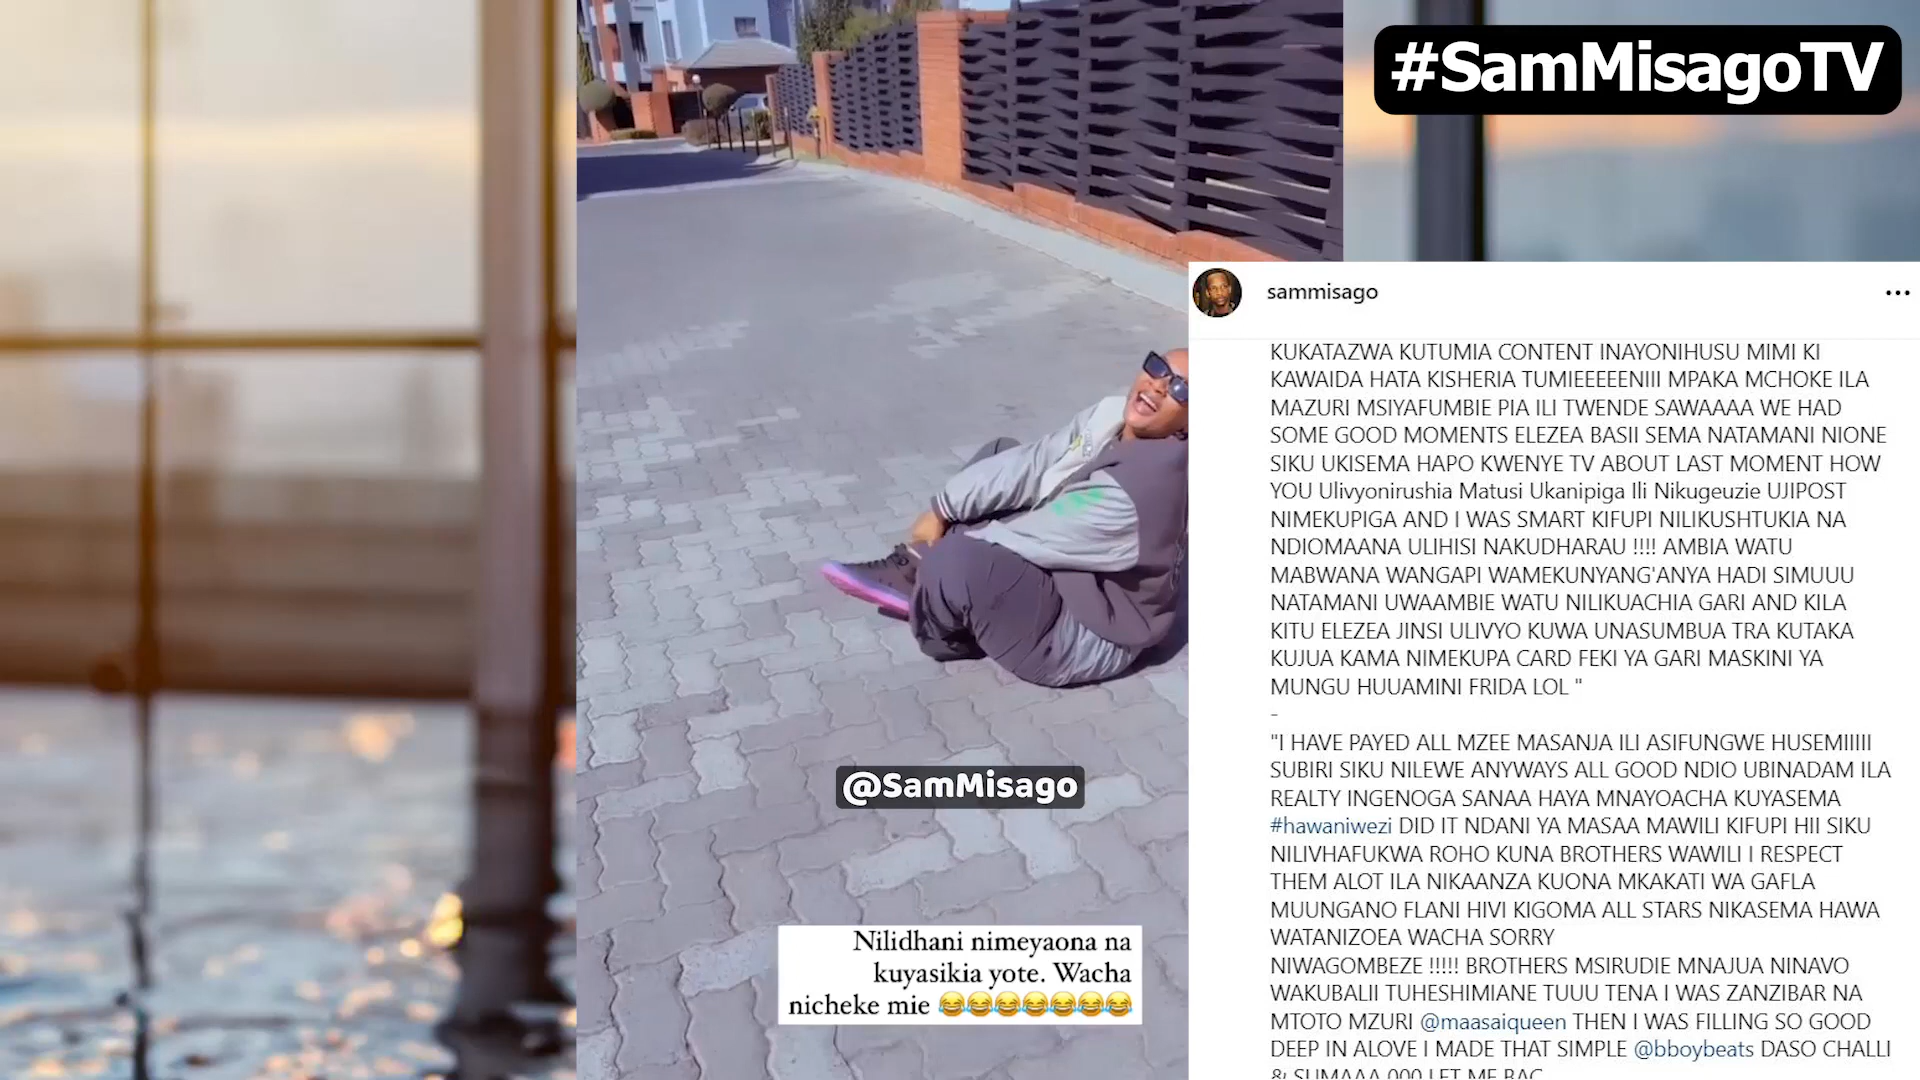 #SamMisagoTV
sammisago
KUKATAZWA KUTUMIA CONTENT INAYONIHUSU MIMI KI
KAWAIDA HATA KISHERIA TUMIEEEEENIII MPAKA MCHOKE ILA
MAZURI MSIYAFUMBIE PIA ILI TWENDE SAWAAAA WE HAD
SOME GOOD MOMENTS ELEZEA BASII SEMA NATAMANI NIONE
SIKU UKISEMA HAPO KWENYE TV ABOUT LAST MOMENT HOW
YOU Ulivyonirushia Matusi Ukanipiga Ili Nikugeuzie UJIPOST
NIMEKUPIGA AND I WAS SMART KIFUPI NILIKUSHTUKIA NA
NDIOMAANA ULIHISI NAKUDHARAU !!!! AMBIA WATU
MABWANA WANGAPI WAMEKUNYANG'ANYA HADI SIMUUU
NATAMANI UWAAMBIE WATU NILIKUACHIA GARI AND KILA
KITU ELEZEA JINSI ULIVYO KUWA UNASUMBUA TRA KUTAKA
KUJUA KAMA NIMEKUPA CARD FEKI YA GARI MASKINI YA
MUNGU HUUAMINI FRIDA LOL "
-
"I HAVE PAYED ALL MZEE MASANJA ILI ASIFUNGWE HUSEMIIIII
SUBIRI SIKU NILEWE ANYWAYS ALL GOOD NDIO UBINADAM ILA
REALTY INGENOGA SANAA HAYA MNAYOACHA KUYASEMA
#hawaniwezi DID IT NDANI YA MASAA MAWILI KIFUPI HII SIKU
NILIVHAFUKWA ROHO KUNA BROTHERS WAWILI I RESPECT
THEM ALOT ILA NIKAANZA KUONA MKAKATI WA GAFLA
MUUNGANO FLANI HIVI KIGOMA ALL STARS NIKASEMA HAWA
WATANIZOEA WACHA SORRY
NIWAGOMBEZE !!!!! BROTHERS MSIRUDIE MNAJUA NINAVO
WAKUBALII TUHESHIMIANE TUUU TENA I WAS ZANZIBAR NA
MTOTO MZURI @maasaiqueen THEN I WAS FILLING SO GOOD
DEEP IN ALOVE I MADE THAT SIMPLE @bboybeats DASO CHALLI
& SUMAAA 000 LET ME BAC
@SamMisago
Nilidhani nimeyaona na
kuyasikia yote. Wacha
nicheke mie 😂😂😂😂😂😂😂